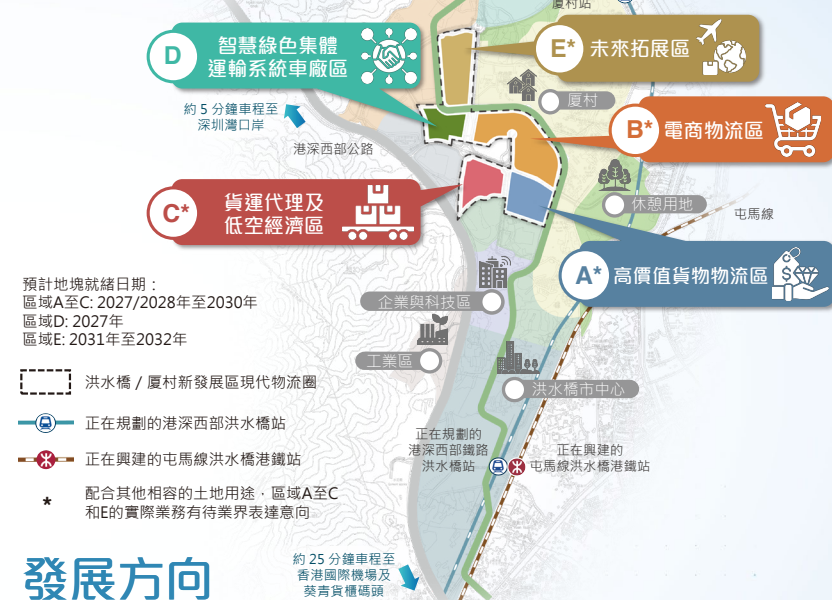 厦村站
D
智慧綠色集體
運輸系統車廠區
E*
未來拓展區
約 5 分鐘車程至
深圳灣口岸
厦村
B*
電商物流區
港深西部公路
C*
貨運代理及
低空經濟區
休憩用地
屯馬線
A*
高價值貨物物流區
預計地塊就緒日期：
區域A至C: 2027/2028年至2030年
區域D: 2027年
區域E: 2031年至2032年
企業與科技區
工業區
洪水橋 / 厦村新發展區現代物流圈
洪水橋市中心
正在規劃的港深西部洪水橋站
正在規劃的
港深西部鐵路
洪水橋站
正在興建的
屯馬線洪水橋港鐵站
正在興建的屯馬線洪水橋港鐵站
*
配合其他相容的土地用途，區域A至C
和E的實際業務有待業界表達意向
發展方向
約 25 分鐘車程至
香港國際機場及
葵青貨櫃碼頭